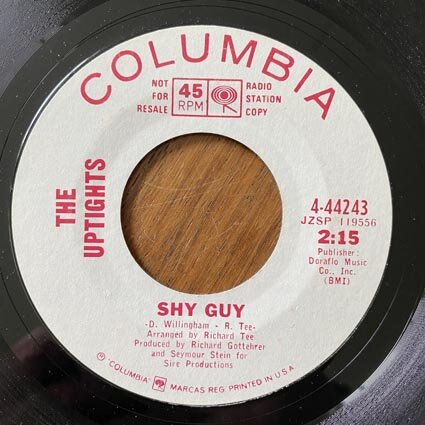 COLUMBIA
NOT
FOR
RESALE
45
RPM
RADIO
STATION
COPY
THE
UPTIGHTS
4-44243
JZSP 119556
2:15
Publisher:
Doraflo Music
Co., Inc.
(BMI)
SHY GUY
-D. Willingham - R. Tee-
Arranged by Richard Tee
Produced by Richard Gottehrer
and Seymour Stein for
Sire Productions
℗ "COLUMBIA" MARCAS REG. PRINTED IN U.S.A.